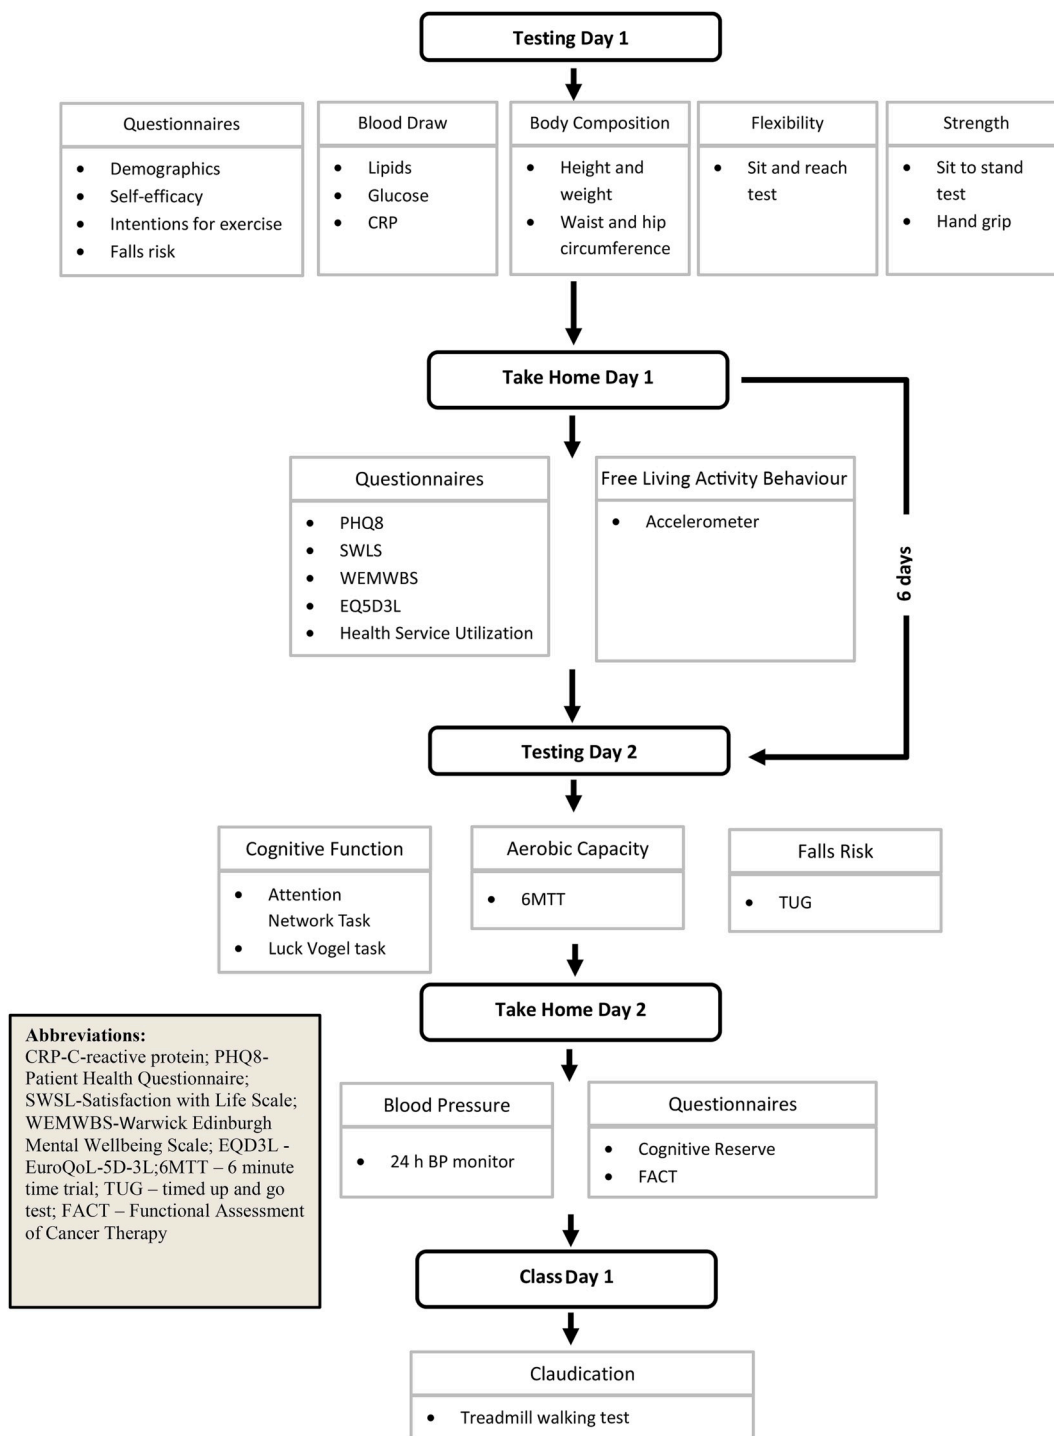 Testing Day 1
Questionnaires
• Demographics
• Self-efficacy
• Intentions for exercise
• Falls risk
Blood Draw
• Lipids
• Glucose
• CRP
Body Composition
• Height and
weight
• Waist and hip
circumference
Flexibility
• Sit and reach
test
Strength
• Sit to stand
test
• Hand grip
Take Home Day 1
6 days
Questionnaires
• PHQ8
• SWLS
• WEMWBS
• EQ5D3L
• Health Service Utilization
Free Living Activity Behaviour
• Accelerometer
Testing Day 2
Cognitive Function
• Attention
Network Task
• Luck Vogel task
Aerobic Capacity
• 6MTT
Falls Risk
• TUG
Take Home Day 2
Blood Pressure
• 24 h BP monitor
Questionnaires
• Cognitive Reserve
• FACT
Class Day 1
Claudication
• Treadmill walking test
Abbreviations:
CRP-C-reactive protein; PHQ8-
Patient Health Questionnaire;
SWSL-Satisfaction with Life Scale;
WEMWBS-Warwick Edinburgh
Mental Wellbeing Scale; EQD3L -
EuroQoL-5D-3L;6MTT – 6 minute
time trial; TUG – timed up and go
test; FACT – Functional Assessment
of Cancer Therapy